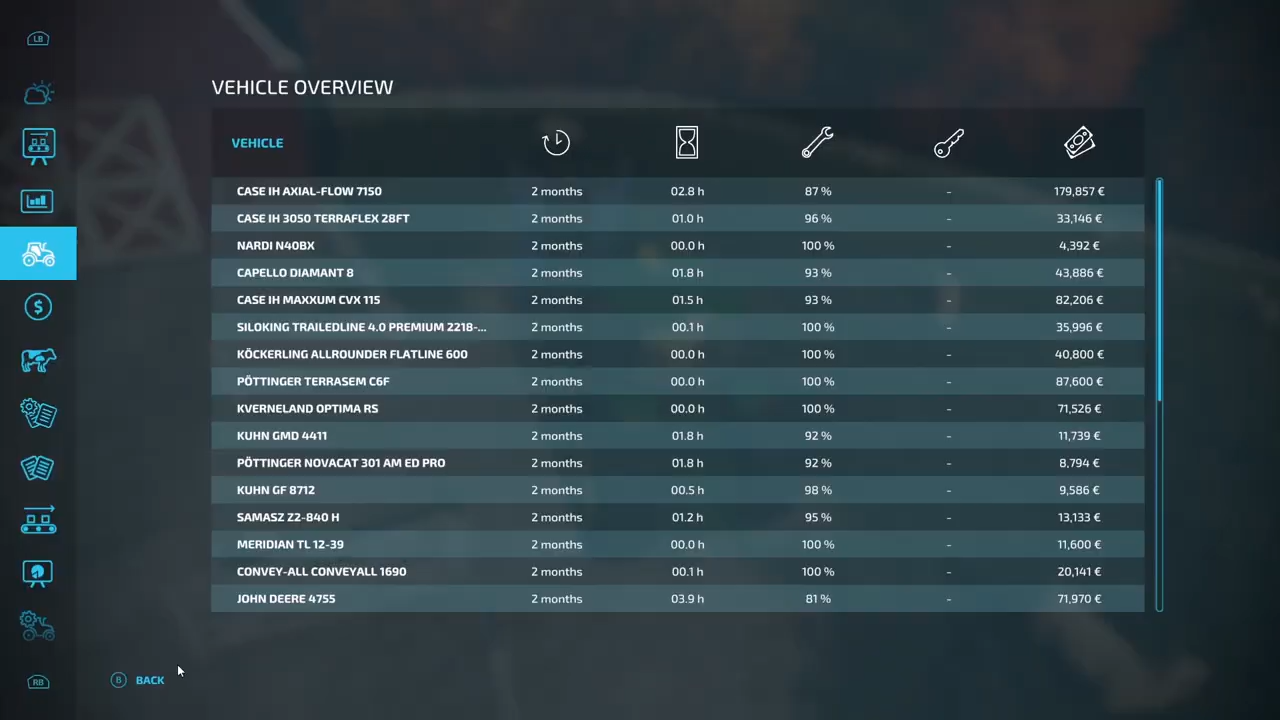 LB
VEHICLE OVERVIEW
VEHICLE
CASE IH AXIAL-FLOW 7150 2 months 02.8 h 87 % - 179,857 €
CASE IH 3050 TERRAFLEX 28FT 2 months 01.0 h 96 % - 33,146 €
NARDI N40BX 2 months 00.0 h 100 % - 4,392 €
CAPELLO DIAMANT 8 2 months 01.8 h 93 % - 43,886 €
CASE IH MAXXUM CVX 115 2 months 01.5 h 93 % - 82,206 €
SILOKING TRAILEDLINE 4.0 PREMIUM 2218-... 2 months 00.1 h 100 % - 35,996 €
KÖCKERLING ALLROUNDER FLATLINE 600 2 months 00.0 h 100 % - 40,800 €
PÖTTINGER TERRASEM C6F 2 months 00.0 h 100 % - 87,600 €
KVERNELAND OPTIMA RS 2 months 00.0 h 100 % - 71,526 €
KUHN GMD 4411 2 months 01.8 h 92 % - 11,739 €
PÖTTINGER NOVACAT 301 AM ED PRO 2 months 01.8 h 92 % - 8,794 €
KUHN GF 8712 2 months 00.5 h 98 % - 9,586 €
SAMASZ Z2-840 H 2 months 01.2 h 95 % - 13,133 €
MERIDIAN TL 12-39 2 months 00.0 h 100 % - 11,600 €
CONVEY-ALL CONVEYALL 1690 2 months 00.1 h 100 % - 20,141 €
JOHN DEERE 4755 2 months 03.9 h 81 % - 71,970 €
RB
B BACK